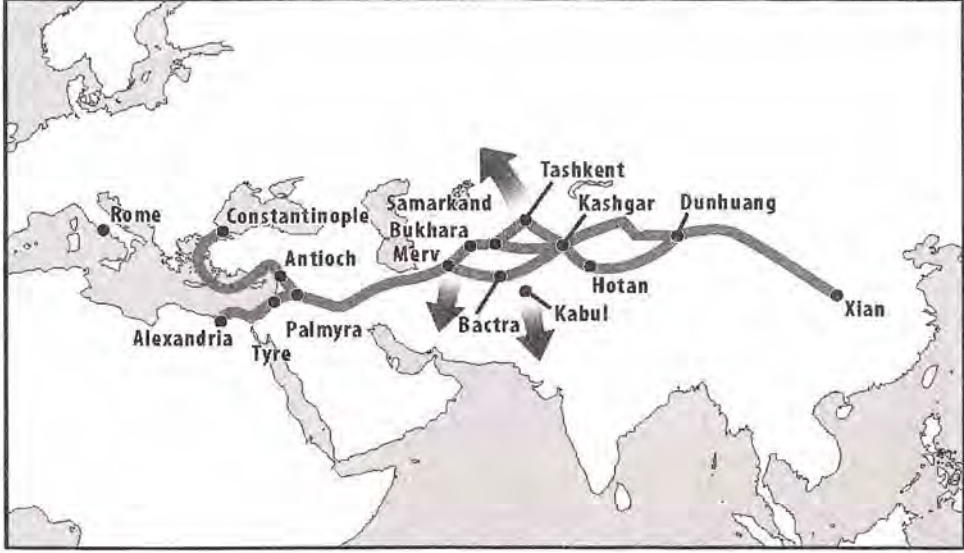 Tashkent
Samarkand
Kashgar
Dunhuang
Rome
Constantinople
Bukhara
Merv
Antioch
Hotan
Xian
Alexandria
Tyre
Palmyra
Bactra
Kabul